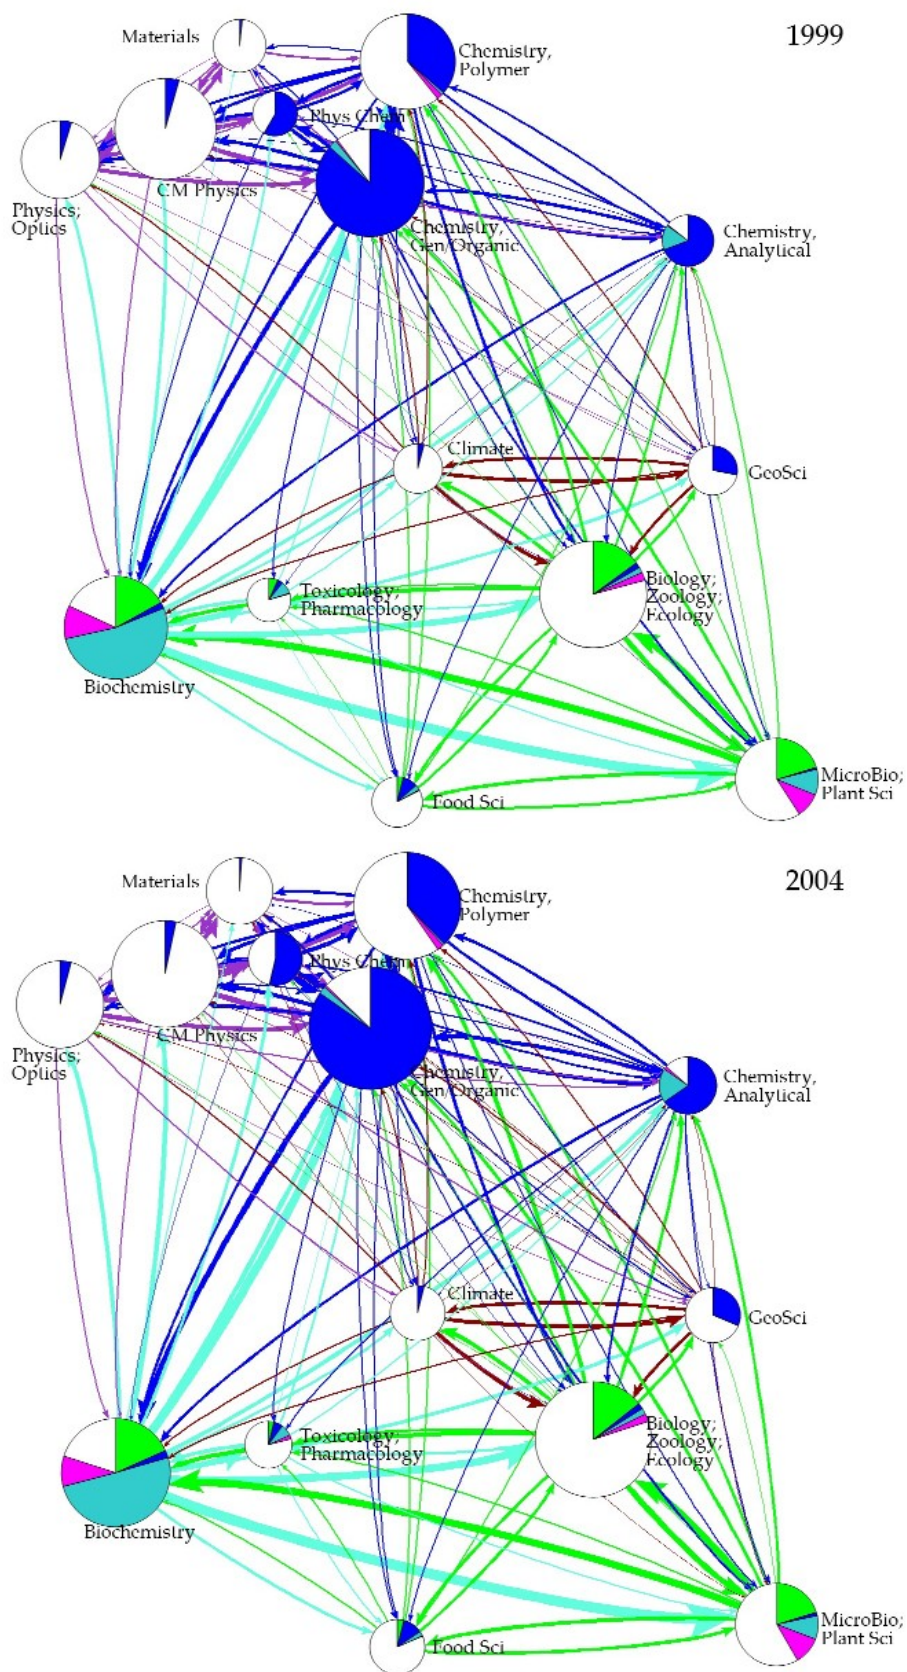 1999
Materials
Chemistry,
Polymer
Phys Chem
CM Physics
Physics;
Optics
Chemistry,
Gen/Organic
Chemistry,
Analytical
Climate
GeoSci
Toxicology;
Pharmacology
Biology;
Zoology;
Ecology
Biochemistry
Food Sci
MicroBio;
Plant Sci
2004
Materials
Chemistry,
Polymer
Phys Chem
CM Physics
Physics;
Optics
Chemistry,
Gen/Organic
Chemistry,
Analytical
Climate
GeoSci
Toxicology;
Pharmacology
Biology;
Zoology;
Ecology
Biochemistry
Food Sci
MicroBio;
Plant Sci